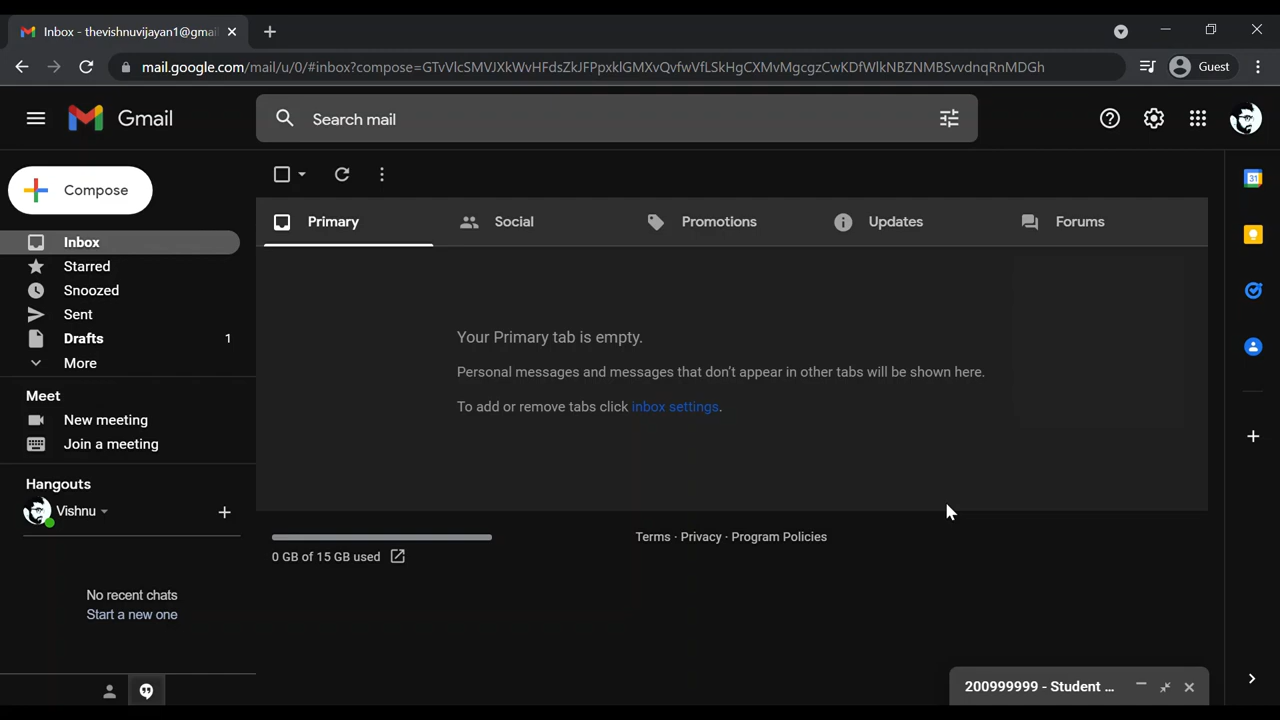 Inbox - thevishnuvijayan1@gmai
mail.google.com/mail/u/0/#inbox?compose=GTvVlcSMVJXkWvHFdsZkJFPpxklGMXvQvfwVfLSkHgCXMvMgcgzCwKDfWlkNBZNMBSvvdnqRnMDGh
Guest
Gmail
Search mail
Compose
Primary
Social
Promotions
Updates
Forums
Inbox
Starred
Snoozed
Sent
Drafts 1
More
Your Primary tab is empty.
Personal messages and messages that don't appear in other tabs will be shown here.
To add or remove tabs click inbox settings.
Meet
New meeting
Join a meeting
Hangouts
Vishnu
No recent chats
Start a new one
0 GB of 15 GB used
Terms · Privacy · Program Policies
31
200999999 - Student ...